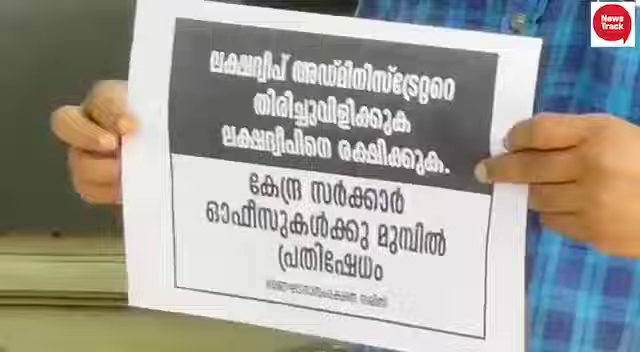 News
Track
ലക്ഷദ്വീപ് അഡ്മിനിസ്ട്രേറ്ററെ
തിരിച്ചുവിളിക്കുക
ലക്ഷദ്വീപിനെ രക്ഷിക്കുക.
കേന്ദ്ര സർക്കാർ
ഓഫീസുകൾക്കു മുമ്പിൽ
പ്രതിഷേധം